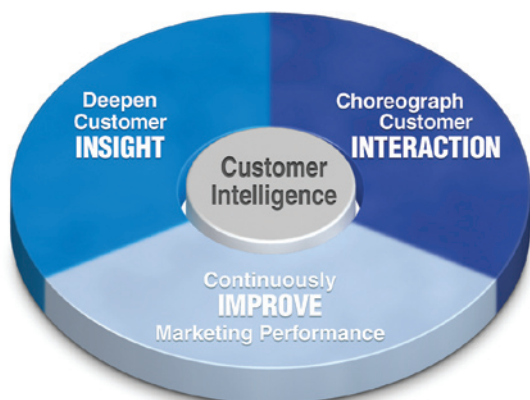 Deepen
Customer
INSIGHT
Choreograph
Customer
INTERACTION
Customer
Intelligence
Continuously
IMPROVE
Marketing Performance